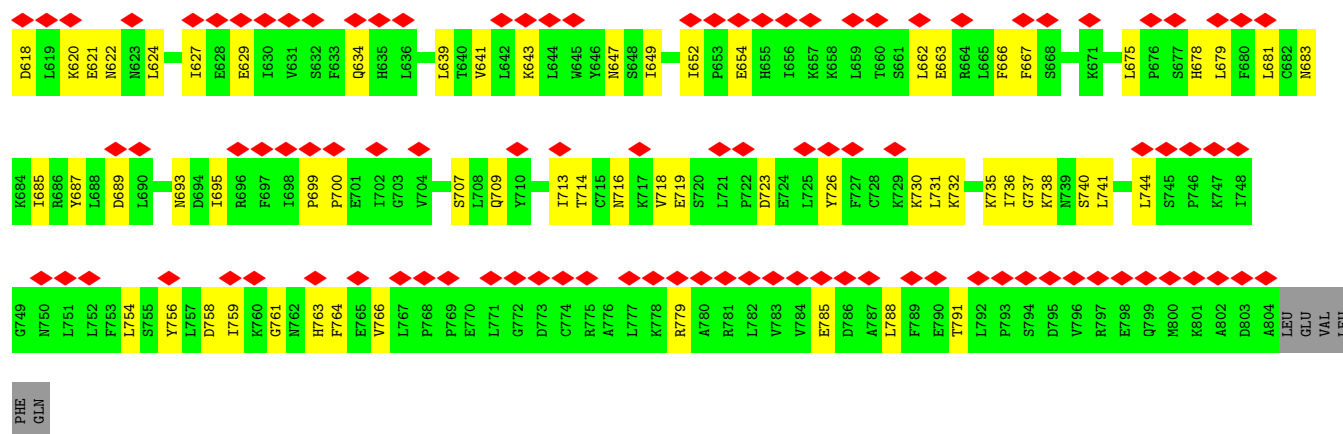 D618 L619 K620 E621 N622 N623 L624 I627 E628 E629 I630 V631 S632 F633 Q634 H635 L636 L639 T640 V641 L642 K643 L644 W645 Y646 N647 S648 I649 I652 P653 E654 H655 I656 K657 K658 L659 T660 S661 L662 E663 R664 L665 F666 F667 S668 K671 L675 P676 S677 H678 L679 F680 L681 C682 N683
K684 I685 R686 Y687 L688 D689 L690 N693 D694 I695 R696 F697 I698 P699 P700 E701 I702 G703 V704 S707 L708 Q709 Y710 I713 T714 C715 N716 K717 V718 E719 S720 L721 P722 D723 E724 L725 Y726 F727 C728 K729 K730 L731 K732 K735 I736 G737 K738 N739 S740 L741 L744 S745 P746 K747 I748
G749 N750 L751 L752 F753 L754 S755 Y756 L757 D758 I759 K760 G761 N762 H763 F764 E765 V766 L767 P768 P769 E770 L771 G772 D773 C774 R775 A776 L777 K778 R779 A780 R781 L782 V783 V784 E785 D786 A787 L788 F789 E790 T791 L792 P793 S794 D795 V796 R797 E798 Q799 M800 K801 A802 D803 A804 LEU GLU VAL LEU
PHE GLN